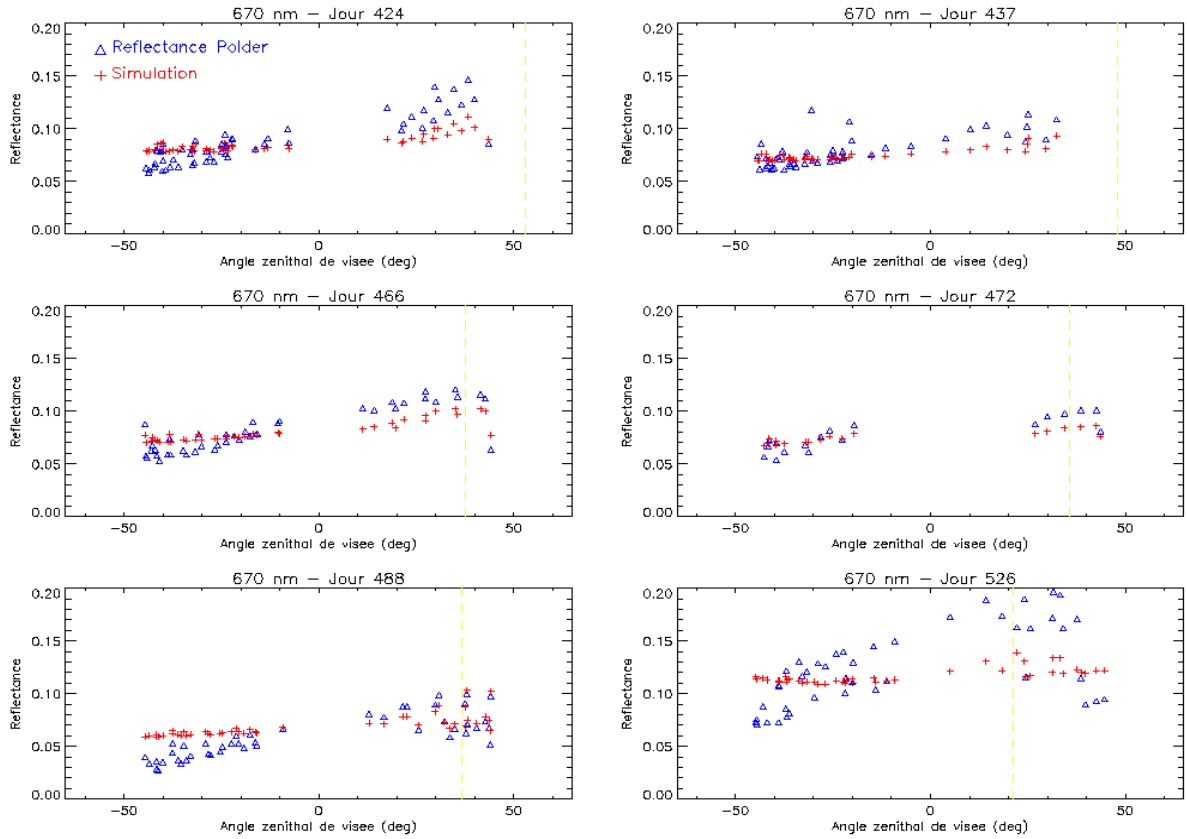 670 nm – Jour 424
Reflectance Polder
Simulation
0.20
0.15
0.10
0.05
0.00
Reflectance
−50
0
50
Angle zenithal de visee (deg)
670 nm – Jour 437
0.20
0.15
0.10
0.05
0.00
Reflectance
−50
0
50
Angle zenithal de visee (deg)
670 nm – Jour 466
0.20
0.15
0.10
0.05
0.00
Reflectance
−50
0
50
Angle zenithal de visee (deg)
670 nm – Jour 472
0.20
0.15
0.10
0.05
0.00
Reflectance
−50
0
50
Angle zenithal de visee (deg)
670 nm – Jour 488
0.20
0.15
0.10
0.05
0.00
Reflectance
−50
0
50
Angle zenithal de visee (deg)
670 nm – Jour 526
0.20
0.15
0.10
0.05
0.00
Reflectance
−50
0
50
Angle zenithal de visee (deg)